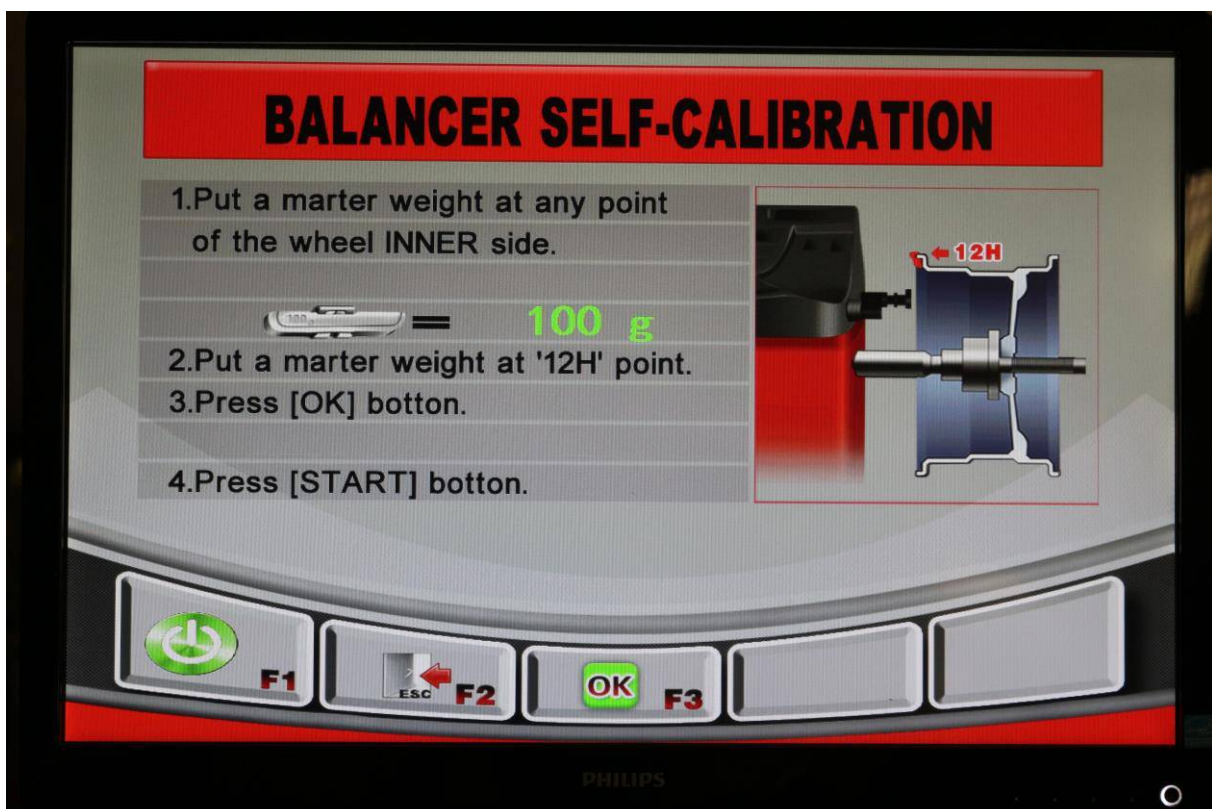 BALANCER SELF-CALIBRATION
1.Put a marter weight at any point
of the wheel INNER side.
100 = 100 g
2.Put a marter weight at '12H' point.
3.Press [OK] botton.
4.Press [START] botton.
12H
F1
ESC F2
OK F3
PHILIPS